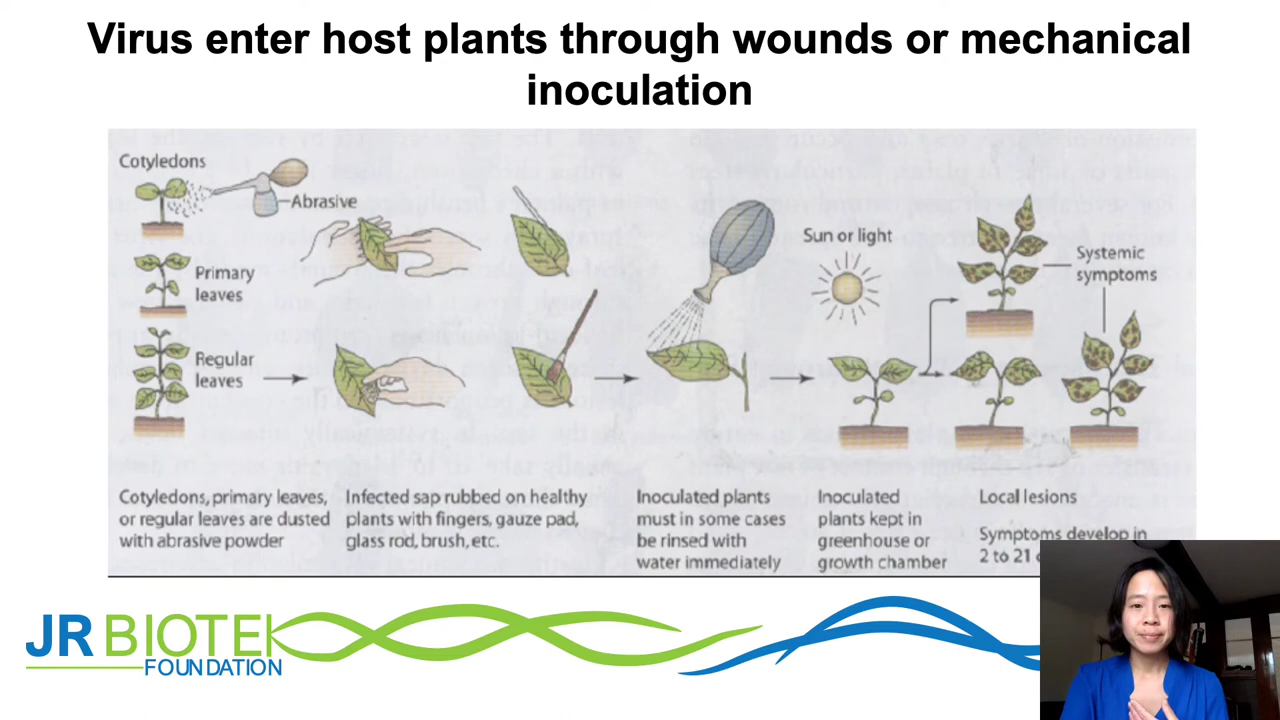 Virus enter host plants through wounds or mechanical
inoculation
Cotyledons
Abrasive
Primary
leaves
Regular
leaves
Sun or light
Systemic
symptoms
Cotyledons, primary leaves,
or regular leaves are dusted
with abrasive powder
Infected sap rubbed on healthy
plants with fingers, gauze pad,
glass rod, brush, etc.
Inoculated plants
must in some cases
be rinsed with
water immediately
Inoculated
plants kept in
greenhouse or
growth chamber
Local lesions
Symptoms develop in
2 to 21
JR BIOTEK
FOUNDATION